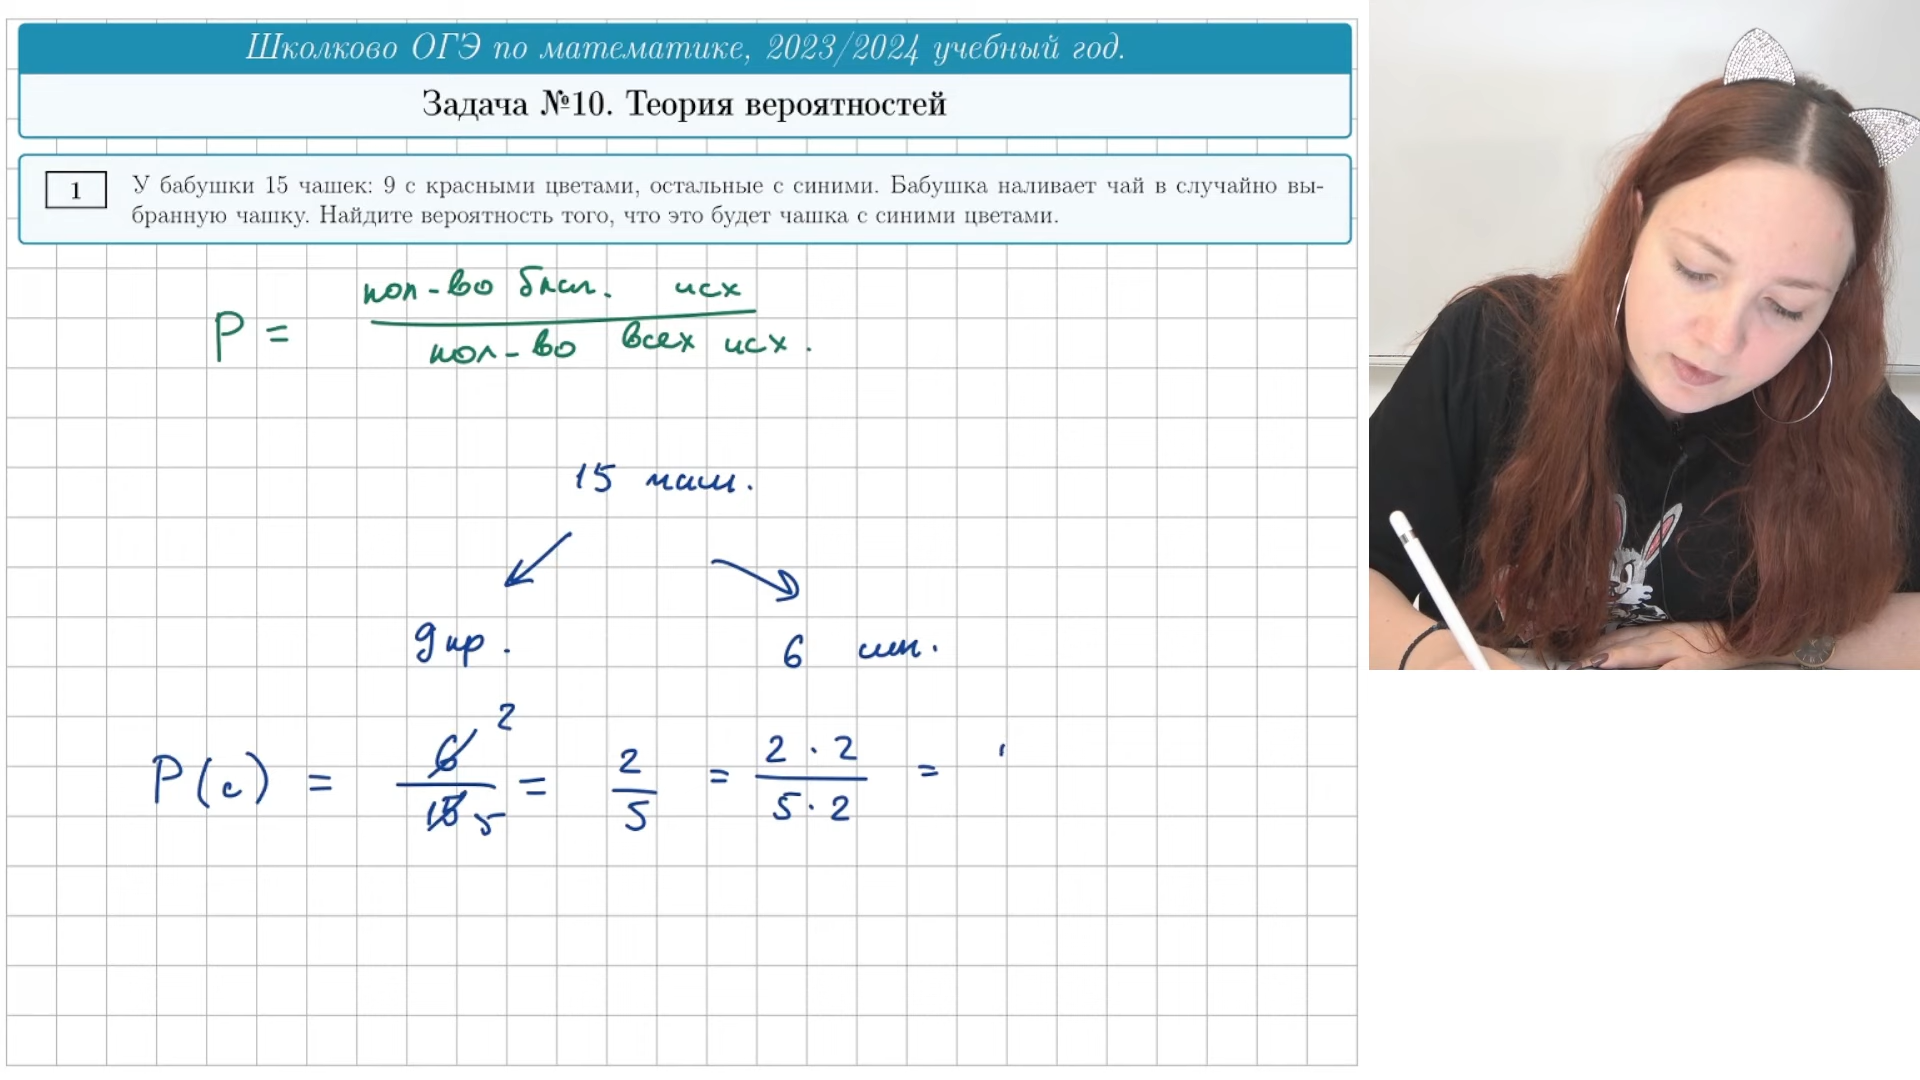 Школково ОГЭ по математике, 2023/2024 учебный год.
Задача №10. Теория вероятностей
1 У бабушки 15 чашек: 9 с красными цветами, остальные с синими. Бабушка наливает чай в случайно вы-
бранную чашку. Найдите вероятность того, что это будет чашка с синими цветами.
P = кол-во благ. исх
кол-во всех исх.
15 чаш.
9 кр. 6 син.
P(c) = 6 2 / 15 5 = 2/5 = 2 · 2 / 5 · 2 =